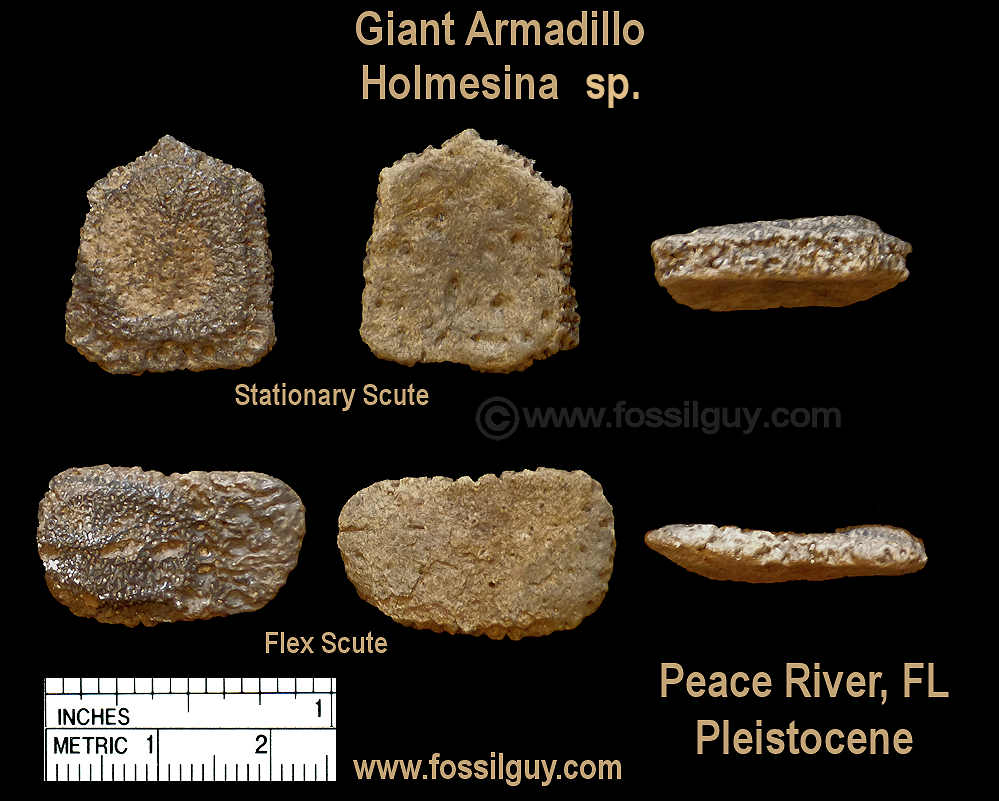 Giant Armadillo
Holmesina sp.
Stationary Scute
©www.fossilguy.com
Flex Scute
Peace River, FL
Pleistocene
INCHES 1
METRIC 1 2
www.fossilguy.com